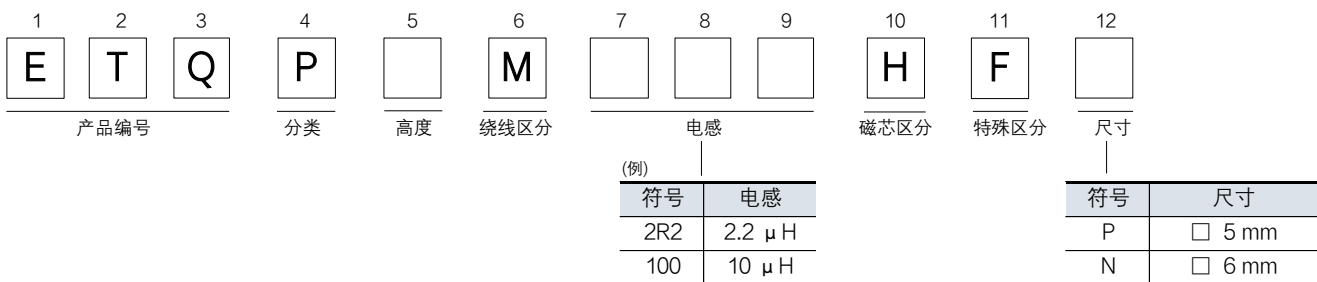 1 2 3 4 5 6 7 8 9 10 11 12
E T Q P M H F
产品编号 分类 高度 绕线区分 电感 磁芯区分 特殊区分 尺寸
(例)
符号 电感 符号 尺寸
2R2 2.2 μH P □ 5 mm
100 10 μH N □ 6 mm